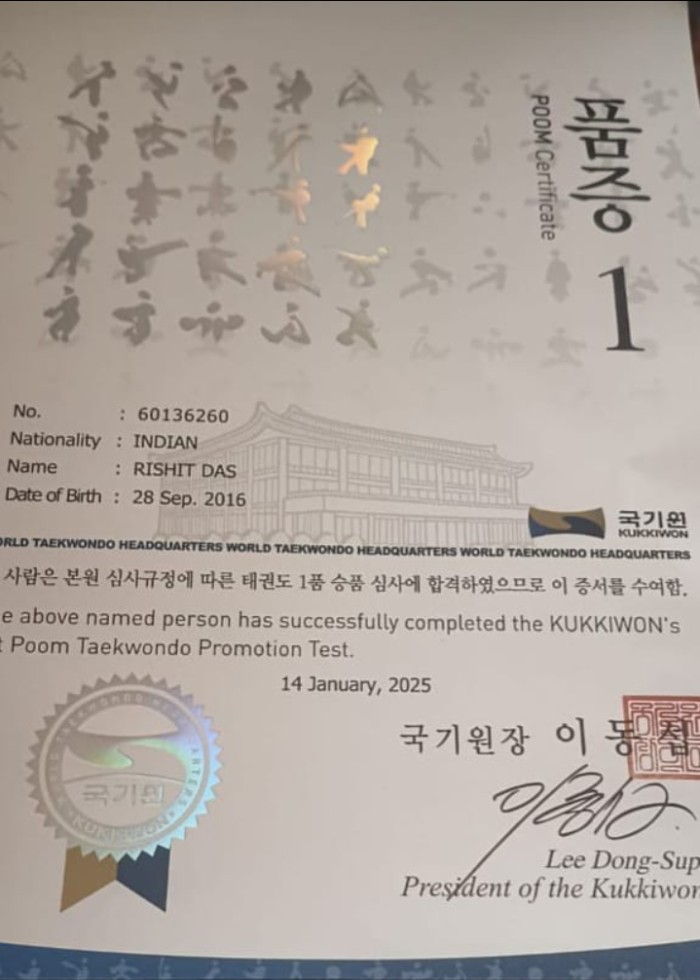 품증
POOM Certificate
1
No. : 60136260
Nationality : INDIAN
Name : RISHIT DAS
Date of Birth : 28 Sep. 2016
국기원
KUKKIWON
WORLD TAEKWONDO HEADQUARTERS WORLD TAEKWONDO HEADQUARTERS WORLD TAEKWONDO HEADQUARTERS
사람은 본원 심사규정에 따른 태권도 1품 승품 심사에 합격하였으므로 이 증서를 수여함.
above named person has successfully completed the KUKKIWON's
Poom Taekwondo Promotion Test.
14 January, 2025
국기원장 이 동 섭
Lee Dong-Sup
President of the Kukkiwon
국기원
KUKKIWON